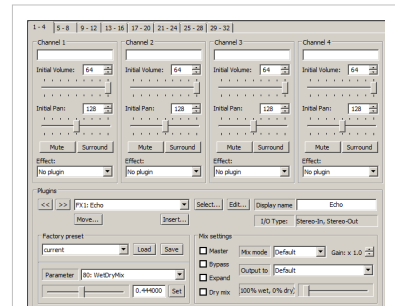 1 - 4 5 - 8 9 - 12 13 - 16 17 - 20 21 - 24 25 - 28 29 - 32
Channel 1 Channel 2 Channel 3 Channel 4
Initial Volume: 64 Initial Volume: 64 Initial Volume: 64 Initial Volume: 64
Initial Pan: 128 Initial Pan: 128 Initial Pan: 128 Initial Pan: 128
Mute Surround Mute Surround Mute Surround Mute Surround
Effect: Effect: Effect: Effect:
No plugin No plugin No plugin No plugin
Plugins
<< >> FX1: Echo Select... Edit... Display name Echo
Move... Insert... I/O Type: Stereo-In, Stereo-Out
Factory preset Mix settings
current Load Save Master Mix mode Default Gain: x 1.0
Bypass
Parameter 80: WetDryMix Expand Output to Default
0.444000 Set Dry mix 100% wet, 0% dry